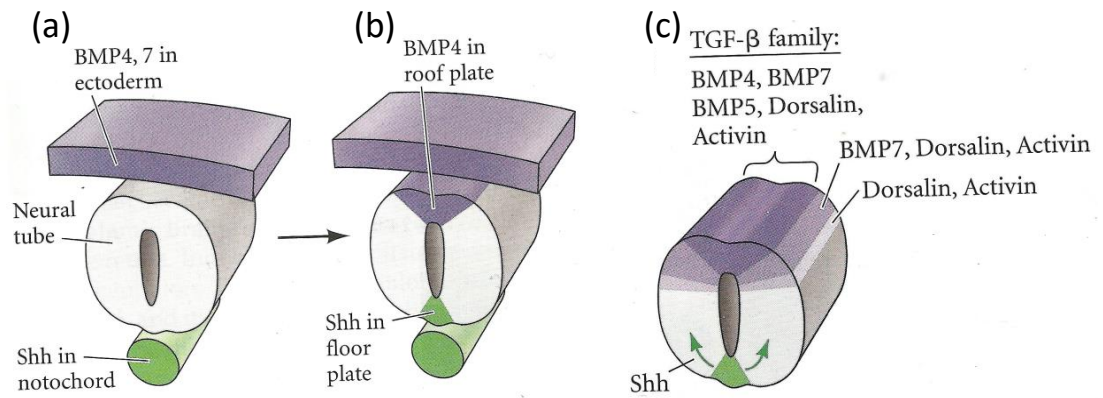 (a)
BMP4, 7 in
ectoderm
Neural
tube
Shh in
notochord
(b)
BMP4 in
roof plate
Shh in
floor
plate
(c)
TGF-β family:
BMP4, BMP7
BMP5, Dorsalin,
Activin
BMP7, Dorsalin, Activin
Dorsalin, Activin
Shh